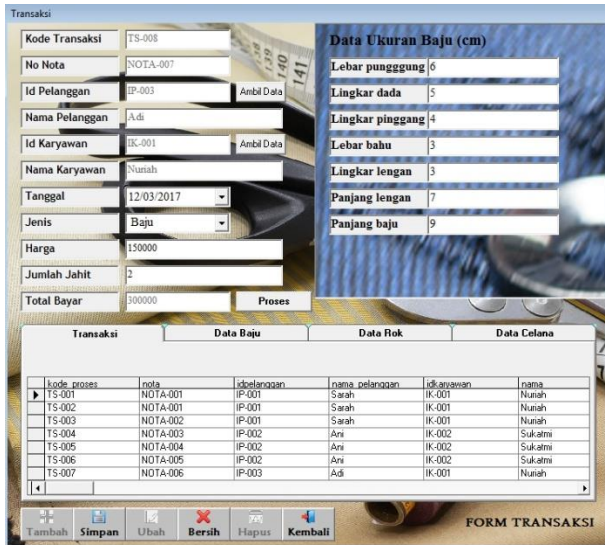 Transaksi
Kode Transaksi TS-008
No Nota NOTA-007
Id Pelanggan IP-003 Ambil Data
Nama Pelanggan Adi
Id Karyawan IK-001 Ambil Data
Nama Karyawan Nuriah
Tanggal 12/03/2017
Jenis Baju
Harga 150000
Jumlah Jahit 2
Total Bayar 300000 Proses
Data Ukuran Baju (cm)
Lebar pungggung 6
Lingkar dada 5
Lingkar pinggang 4
Lebar bahu 3
Lingkar lengan 3
Panjang lengan 7
Panjang baju 9
Transaksi Data Baju Data Rok Data Celana
kode_proses nota idpelanggan nama_pelanggan idkaryawan nama
TS-001 NOTA-001 IP-001 Sarah IK-001 Nuriah
TS-002 NOTA-001 IP-001 Sarah IK-001 Nuriah
TS-003 NOTA-002 IP-001 Sarah IK-001 Nuriah
TS-004 NOTA-003 IP-002 Ani IK-002 Sukatmi
TS-005 NOTA-004 IP-002 Ani IK-002 Sukatmi
TS-006 NOTA-005 IP-002 Ani IK-002 Sukatmi
TS-007 NOTA-006 IP-003 Adi IK-001 Nuriah
Tambah Simpan Ubah Bersih Hapus Kembali
FORM TRANSAKSI